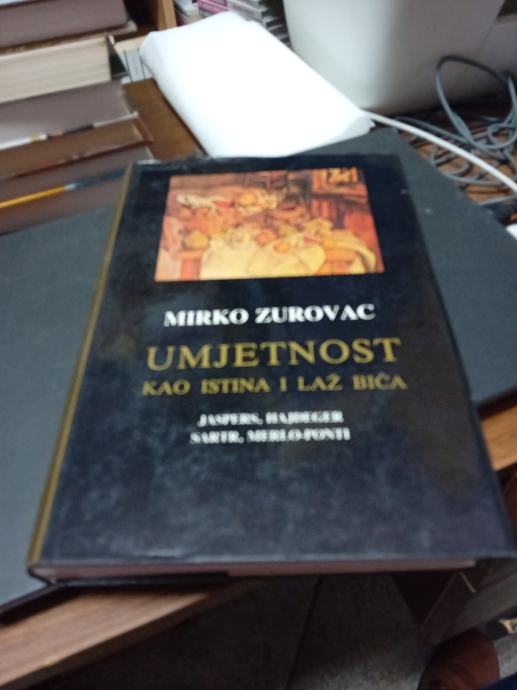 MIRKO ZUROVAC
UMJETNOST
KAO ISTINA I LAŽ BIĆA
JASPERS, HAJDEGER
SARTR, MERLO-PONTI